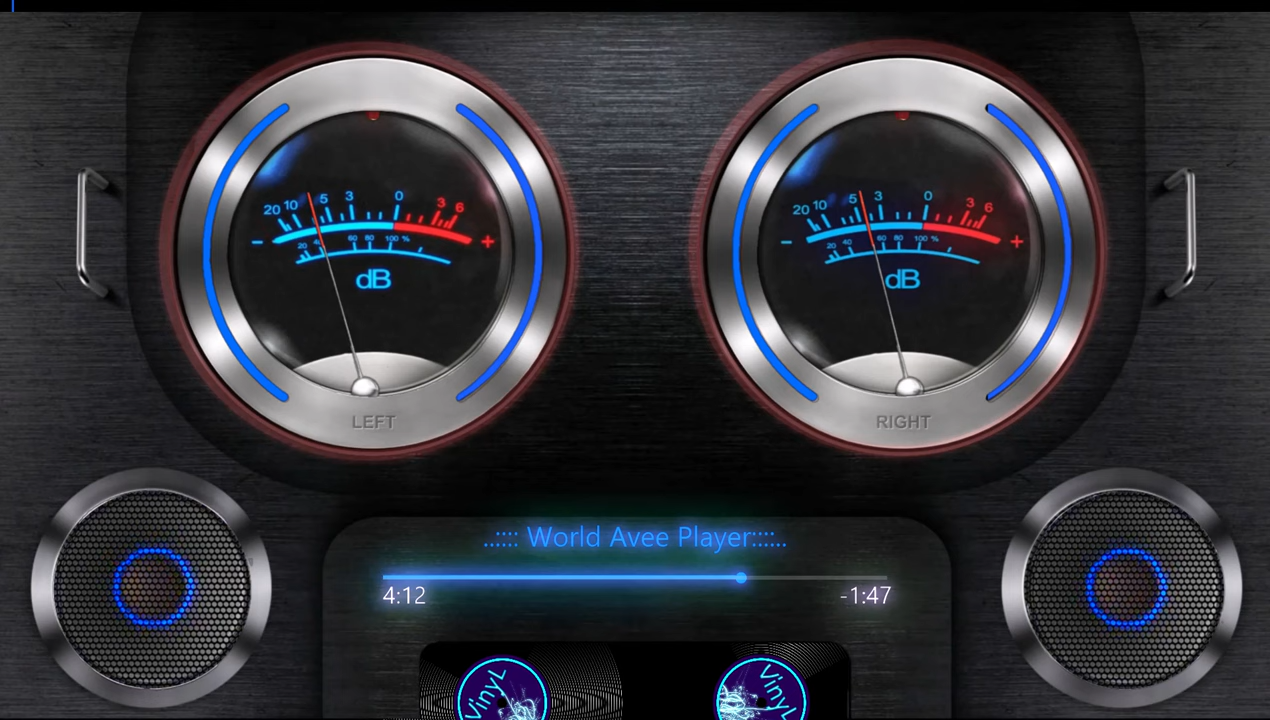 20 10 5 3 0 3 6
- +
20 40 60 80 100 %
dB
LEFT
20 10 5 3 0 3 6
- +
20 40 60 80 100 %
dB
RIGHT
..:::: World Avee Player::::..
4:12 -1:47
VinyL VinyL